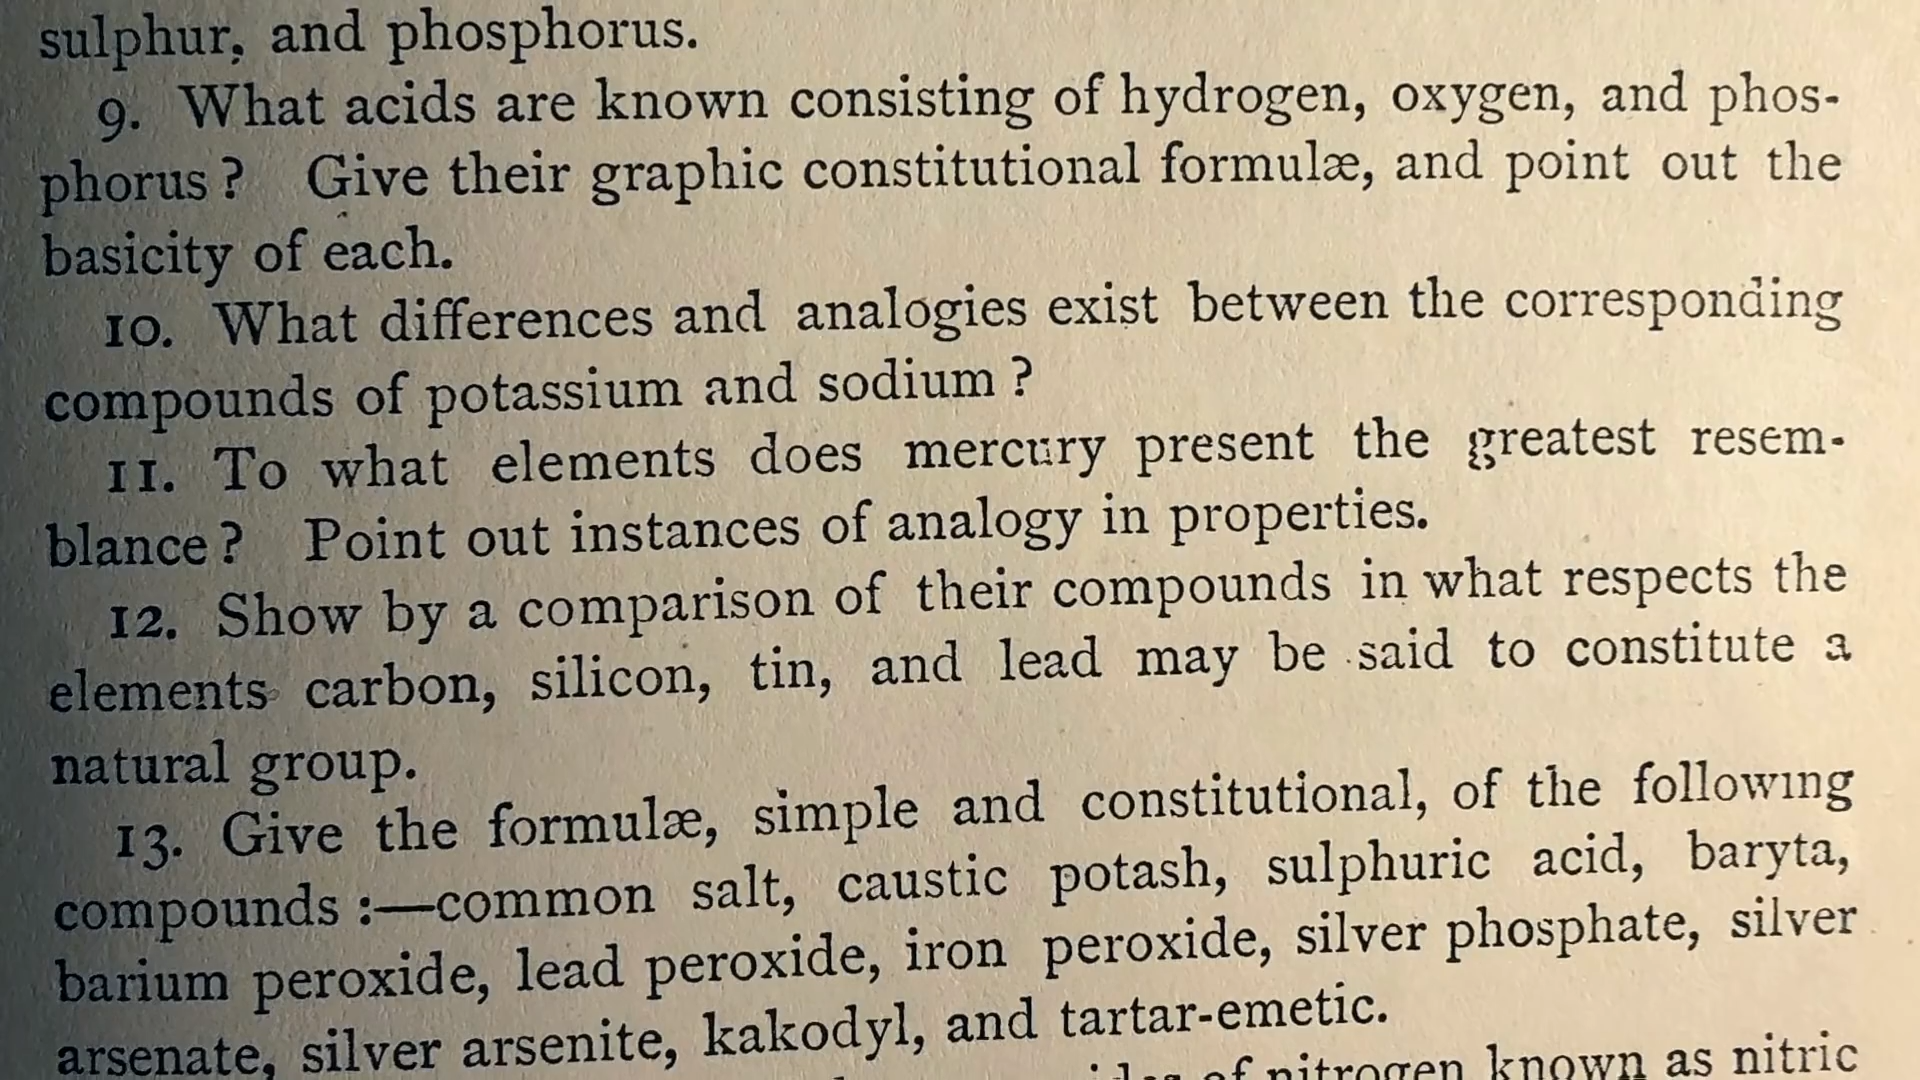 sulphur, and phosphorus.
9. What acids are known consisting of hydrogen, oxygen, and phos-
phorus? Give their graphic constitutional formulæ, and point out the
basicity of each.
10. What differences and analogies exist between the corresponding
compounds of potassium and sodium?
11. To what elements does mercury present the greatest resem-
blance? Point out instances of analogy in properties.
12. Show by a comparison of their compounds in what respects the
elements carbon, silicon, tin, and lead may be said to constitute a
natural group.
13. Give the formulæ, simple and constitutional, of the following
compounds:—common salt, caustic potash, sulphuric acid, baryta,
barium peroxide, lead peroxide, iron peroxide, silver phosphate, silver
arsenate, silver arsenite, kakodyl, and tartar-emetic.
of nitrogen known as nitric